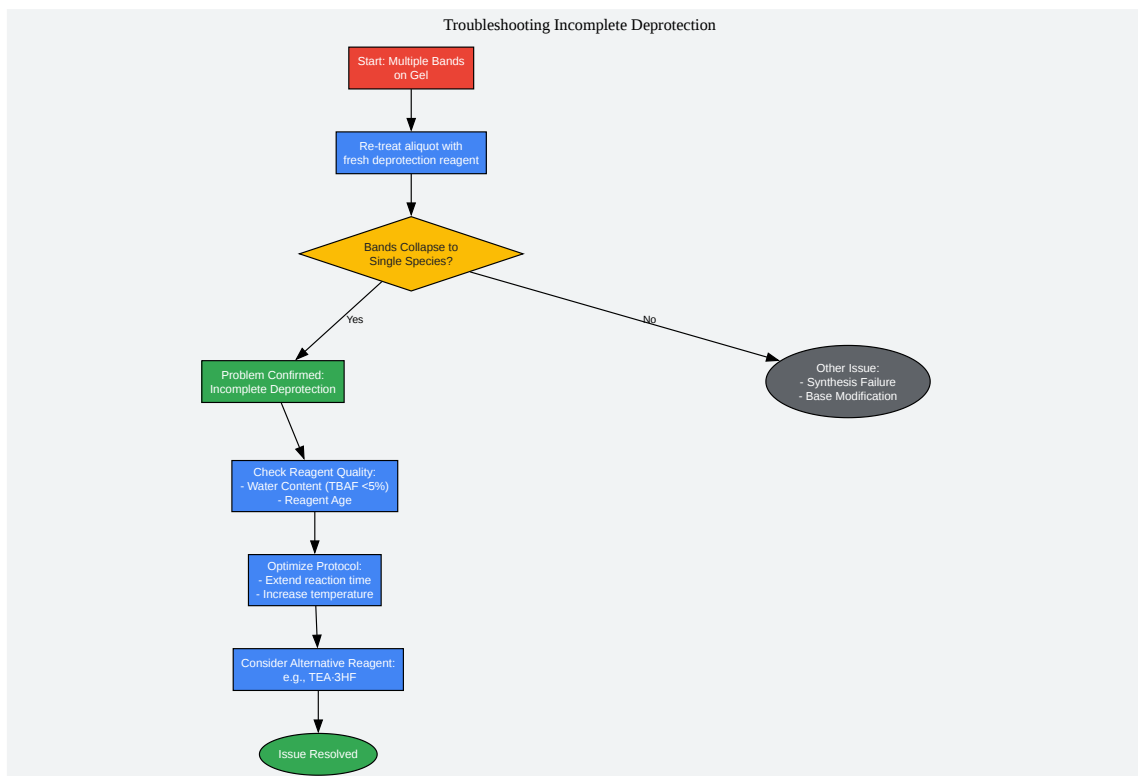 Troubleshooting Incomplete Deprotection
Start: Multiple Bands
on Gel
Re-treat aliquot with
fresh deprotection reagent
Bands Collapse to
Single Species?
Yes
No
Problem Confirmed:
Incomplete Deprotection
Other Issue:
- Synthesis Failure
- Base Modification
Check Reagent Quality:
- Water Content (TBAF <5%)
- Reagent Age
Optimize Protocol:
- Extend reaction time
- Increase temperature
Consider Alternative Reagent:
e.g., TEA·3HF
Issue Resolved